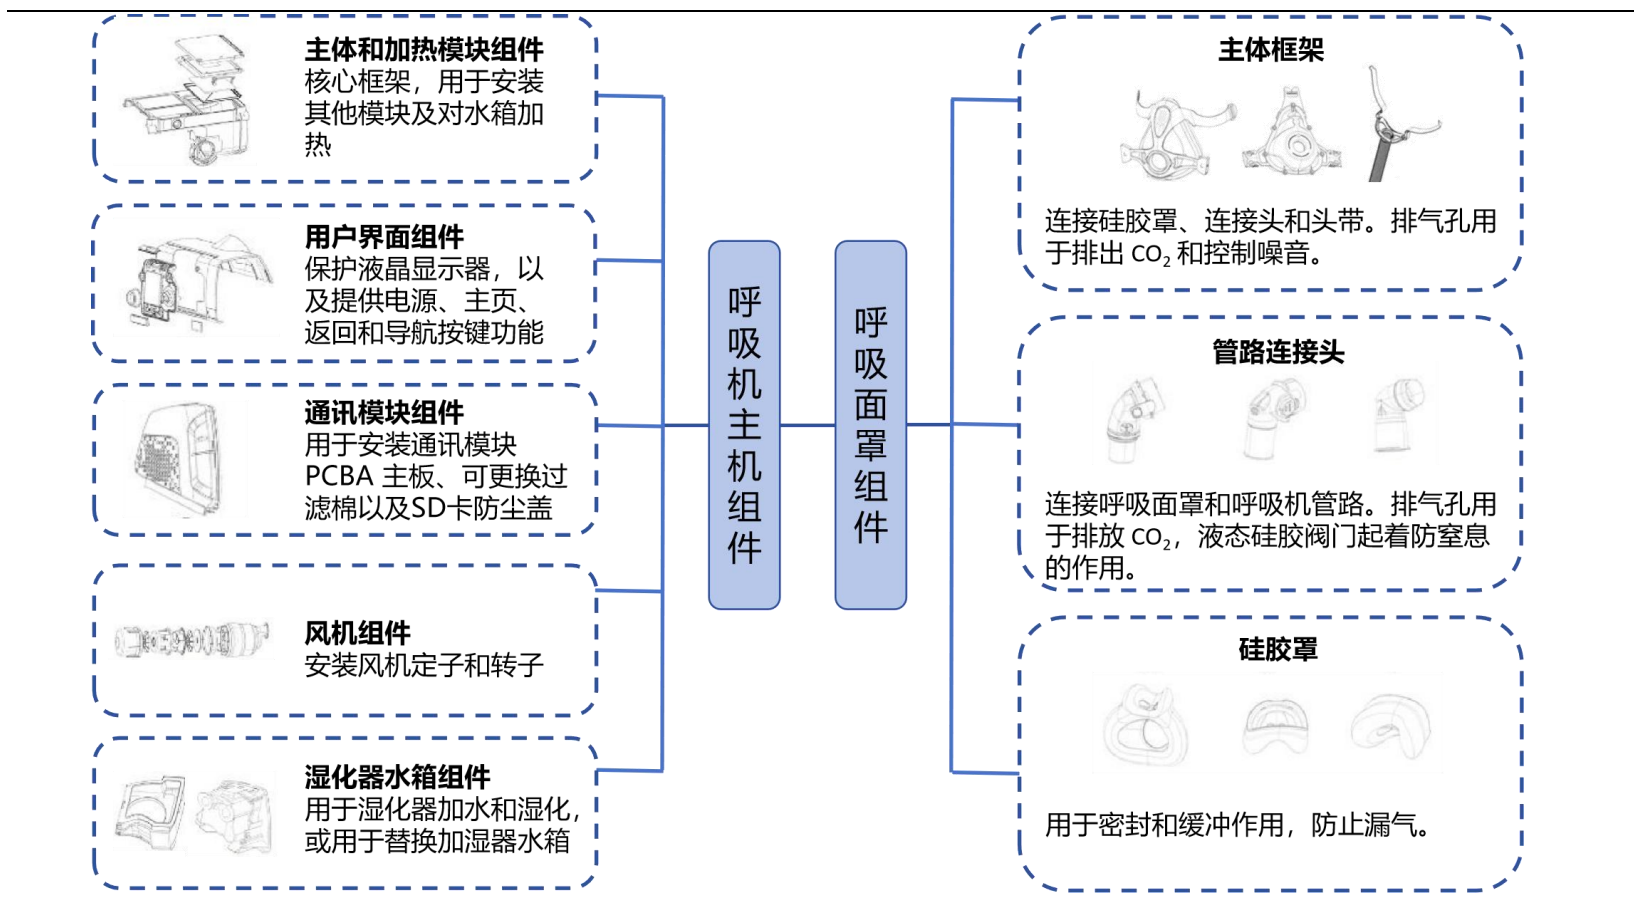 主体和加热模块组件
核心框架，用于安装
其他模块及对水箱加
热
用户界面组件
保护液晶显示器，以
及提供电源、主页、
返回和导航按键功能
通讯模块组件
用于安装通讯模块
PCBA 主板、可更换过
滤棉以及SD卡防尘盖
风机组件
安装风机定子和转子
湿化器水箱组件
用于湿化器加水和湿化，
或用于替换加湿器水箱
呼吸机主机组件
呼吸面罩组件
主体框架
连接硅胶罩、连接头和头带。排气孔用
于排出 CO₂ 和控制噪音。
管路连接头
连接呼吸面罩和呼吸机管路。排气孔用
于排放 CO₂，液态硅胶阀门起着防窒息
的作用。
硅胶罩
用于密封和缓冲作用，防止漏气。